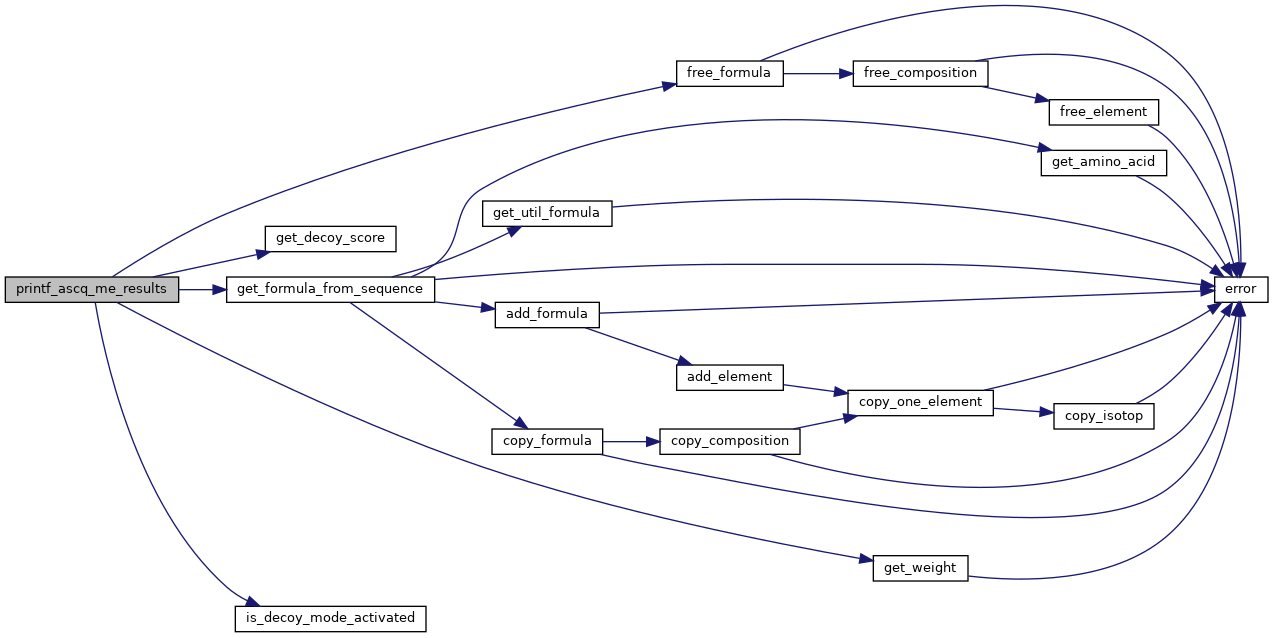 free_formula
free_composition
free_element
get_amino_acid
get_util_formula
get_decoy_score
printf_ascq_me_results
get_formula_from_sequence
error
add_formula
add_element
copy_one_element
copy_isotop
copy_formula
copy_composition
get_weight
is_decoy_mode_activated